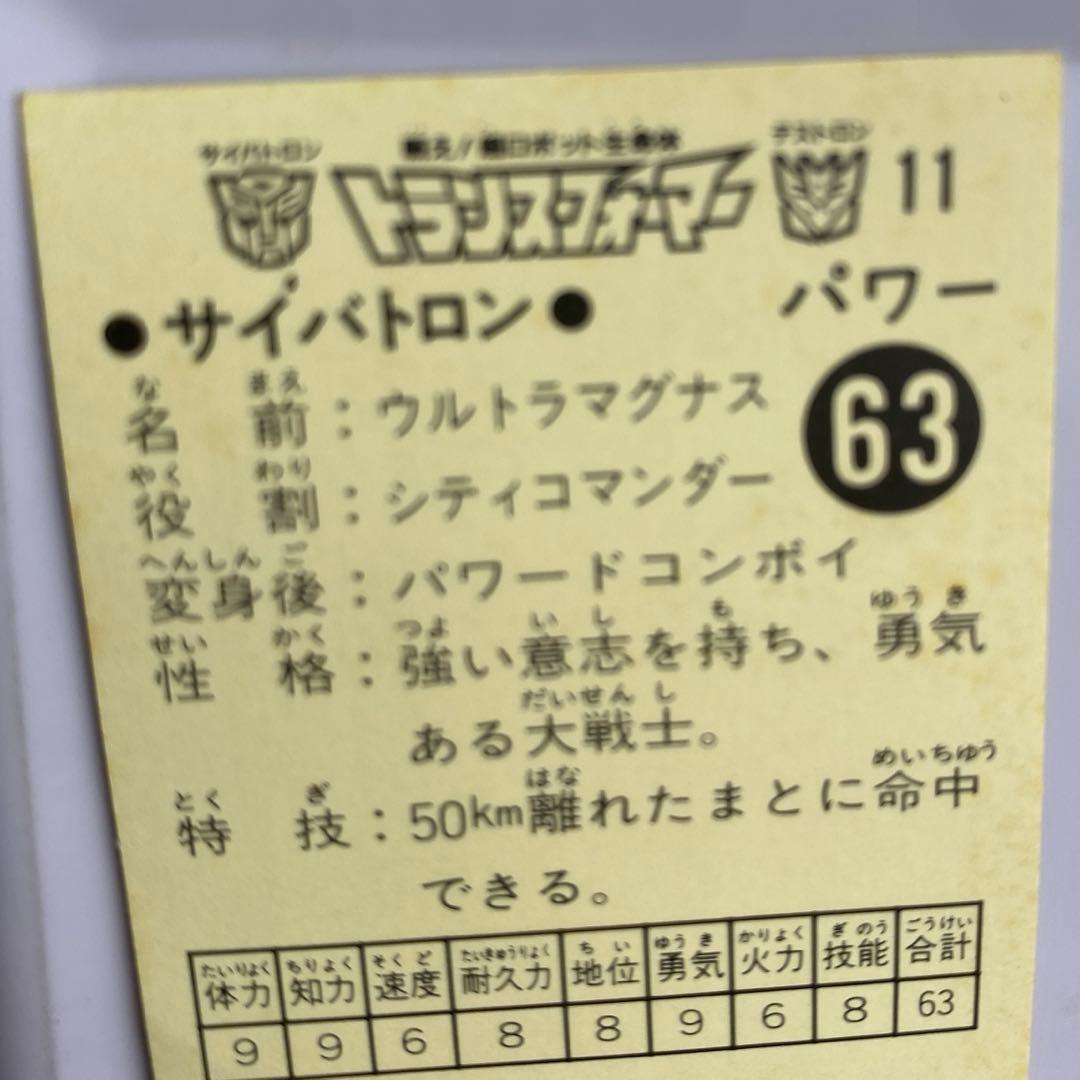 サイバトロン 戦え!超ロボット生命体 デストロン
トランスフォーマー 11
●サイバトロン● パワー
63
なまえ
名前:ウルトラマグナス
やくわり
役割:シティコマンダー
へんしんご
変身後:パワードコンボイ
せいかく つよ いし も ゆうき
性格:強い意志を持ち、勇気
だいせんし
ある大戦士。
とくぎ はな めいちゅう
特技:50km離れたまとに命中
できる。
たいりょく ちりょく そくど たいきゅうりょく ちい ゆうき かりょく ぎのう ごうけい
体力 知力 速度 耐久力 地位 勇気 火力 技能 合計
9 9 6 8 8 9 6 8 63